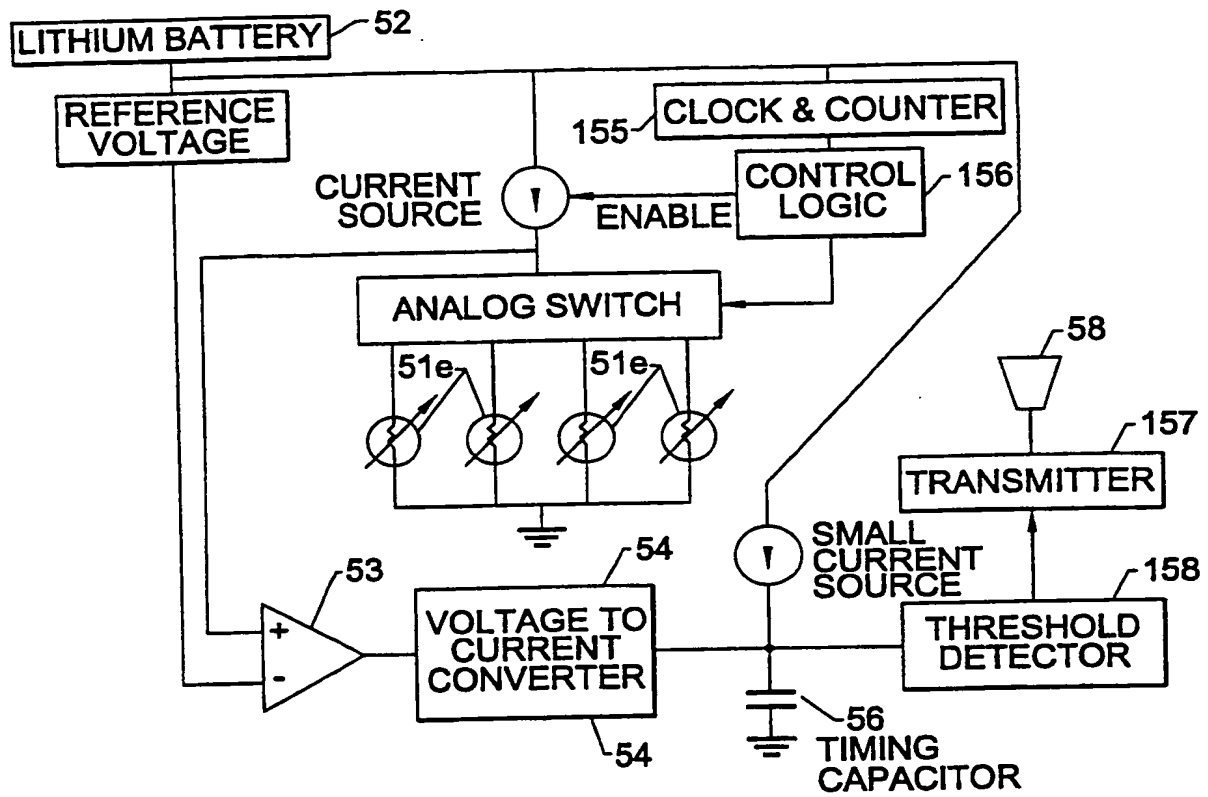 LITHIUM BATTERY
52
REFERENCE
VOLTAGE
155
CLOCK & COUNTER
CURRENT
SOURCE
ENABLE
CONTROL
LOGIC
156
ANALOG SWITCH
51e
51e
58
157
TRANSMITTER
53
+
-
54
VOLTAGE TO
CURRENT
CONVERTER
54
SMALL
CURRENT
SOURCE
158
THRESHOLD
DETECTOR
56
TIMING
CAPACITOR